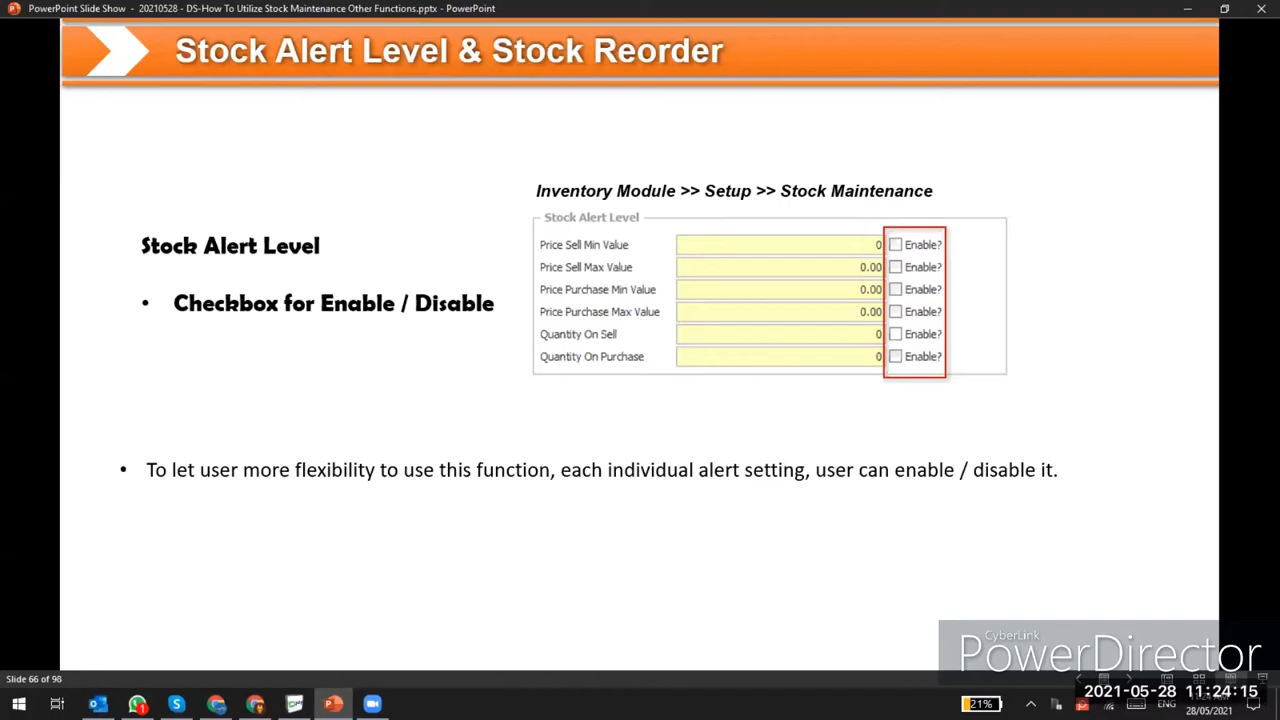 PowerPoint Slide Show - 20210528 - DS-How To Utilize Stock Maintenance Other Functions.pptx - PowerPoint
Stock Alert Level & Stock Reorder
Inventory Module >> Setup >> Stock Maintenance
Stock Alert Level
Price Sell Min Value 0 Enable?
Price Sell Max Value 0.00 Enable?
Price Purchase Min Value 0.00 Enable?
Price Purchase Max Value 0.00 Enable?
Quantity On Sell 0 Enable?
Quantity On Purchase 0 Enable?
Stock Alert Level
• Checkbox for Enable / Disable
• To let user more flexibility to use this function, each individual alert setting, user can enable / disable it.
CyberLink
PowerDirector
Slide 66 of 98
2021-05-28 11:24:15
21%
ENG
28/05/2021